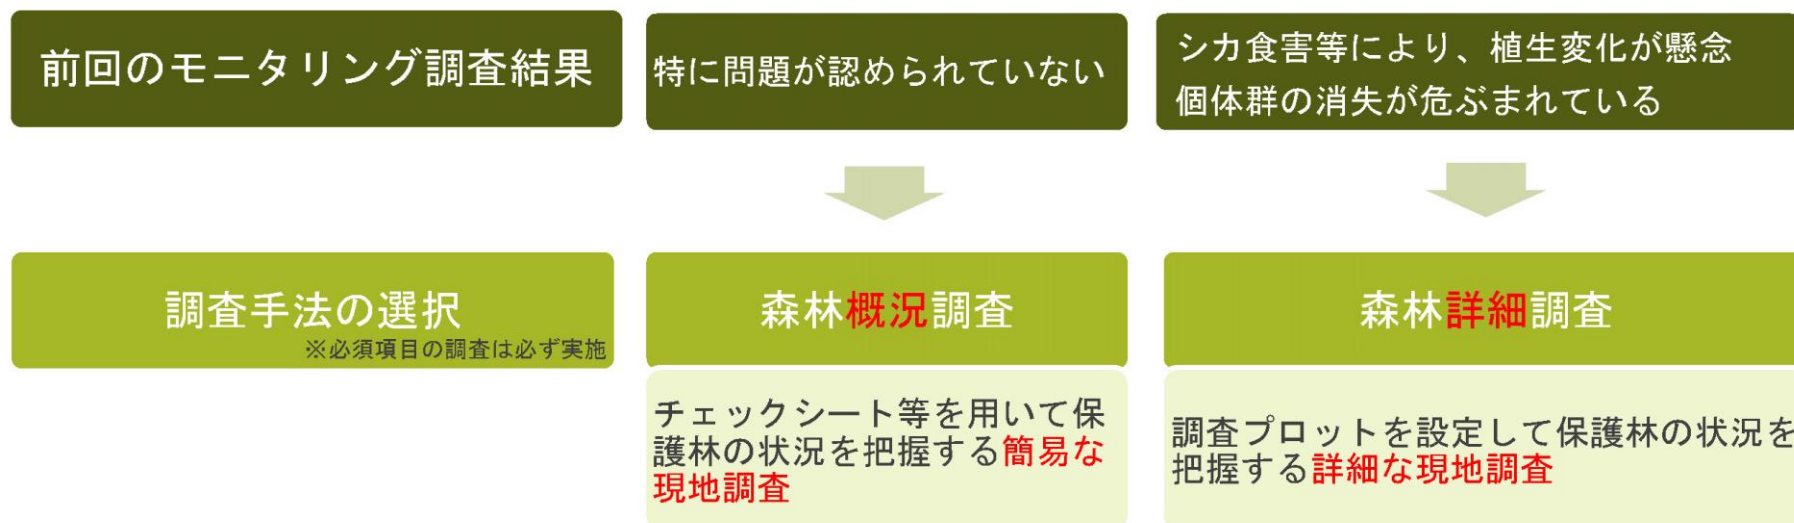 前回のモニタリング調査結果
特に問題が認められていない
シカ食害等により、植生変化が懸念
個体群の消失が危ぶまれている
調査手法の選択
※必須項目の調査は必ず実施
森林概況調査
森林詳細調査
チェックシート等を用いて保
護林の状況を把握する簡易な
現地調査
調査プロットを設定して保護林の状況を
把握する詳細な現地調査